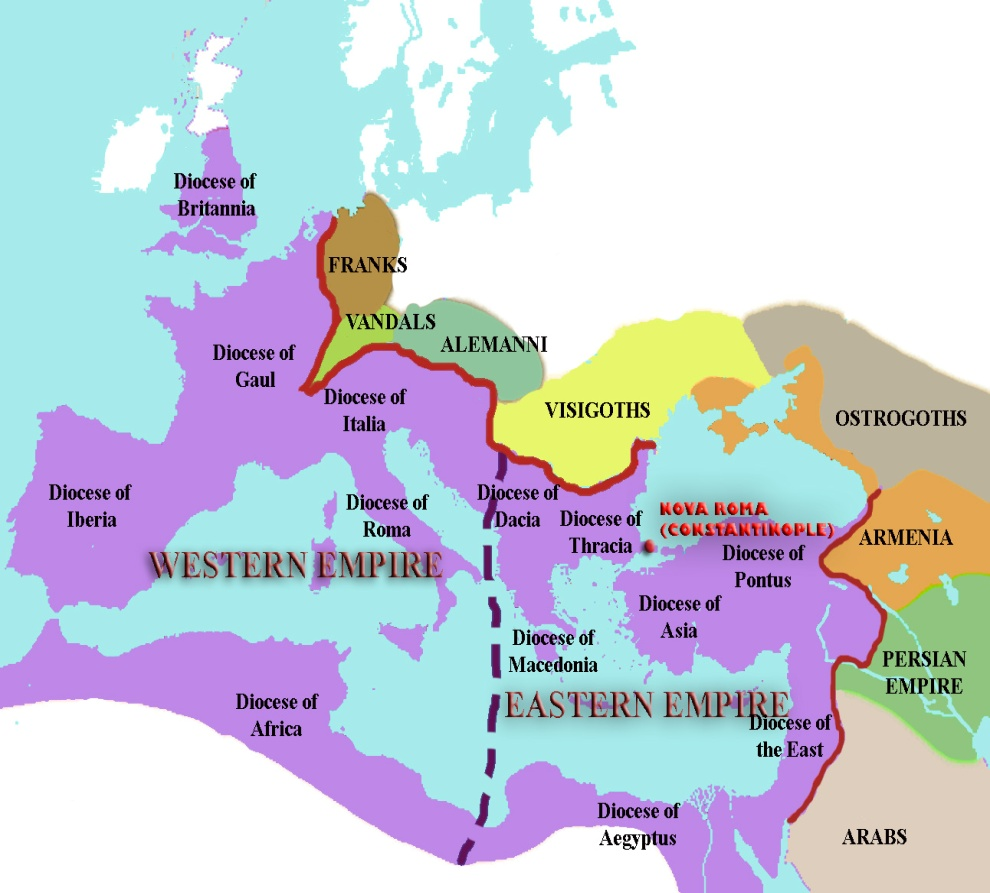 Diocese of
Britannia
FRANKS
VANDALS
ALEMANNI
Diocese of
Gaul
Diocese of
Italia
VISIGOTHS
OSTROGOTHS
Diocese of
Iberia
Diocese of
Roma
Diocese of
Dacia
Diocese of
Thracia
NOVA ROMA
(CONSTANTINOPLE)
ARMENIA
Diocese of
Pontus
WESTERN EMPIRE
Diocese of
Asia
Diocese of
Macedonia
PERSIAN
EMPIRE
EASTERN EMPIRE
Diocese of
Africa
Diocese of
the East
Diocese of
Aegyptus
ARABS